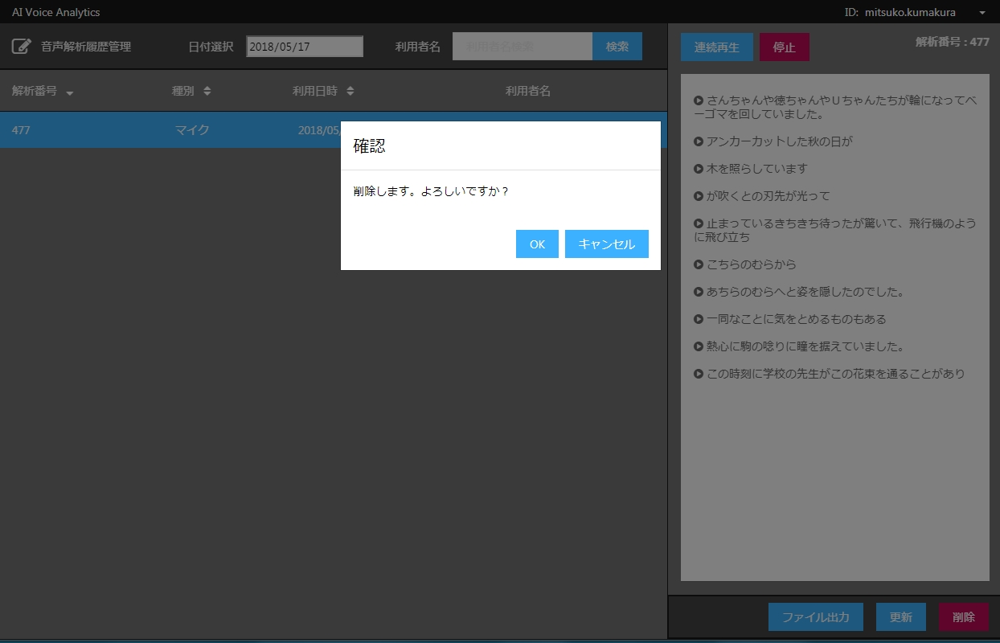 AI Voice Analytics
ID: mitsuko.kumakura
音声解析履歴管理
日付選択
2018/05/17
利用者名
利用者名検索
検索
連続再生
停止
解析番号 : 477
解析番号
種別
利用日時
利用者名
477
マイク
2018/05/
確認
削除します。よろしいですか？
OK
キャンセル
さんちゃんや徳ちゃんやＵちゃんたちが輪になってベ
ーゴマを回していました。
アンカーカットした秋の日が
木を照らしています
が吹くとの刃先が光って
止まっているきちきち待ったが驚いて、飛行機のよう
に飛び立ち
こちらのむらから
あちらのむらへと姿を隠したのでした。
一同なことに気をとめるものもある
熱心に駒の唸りに瞳を据えていました。
この時刻に学校の先生がこの花束を通ることがあり
ファイル出力
更新
削除